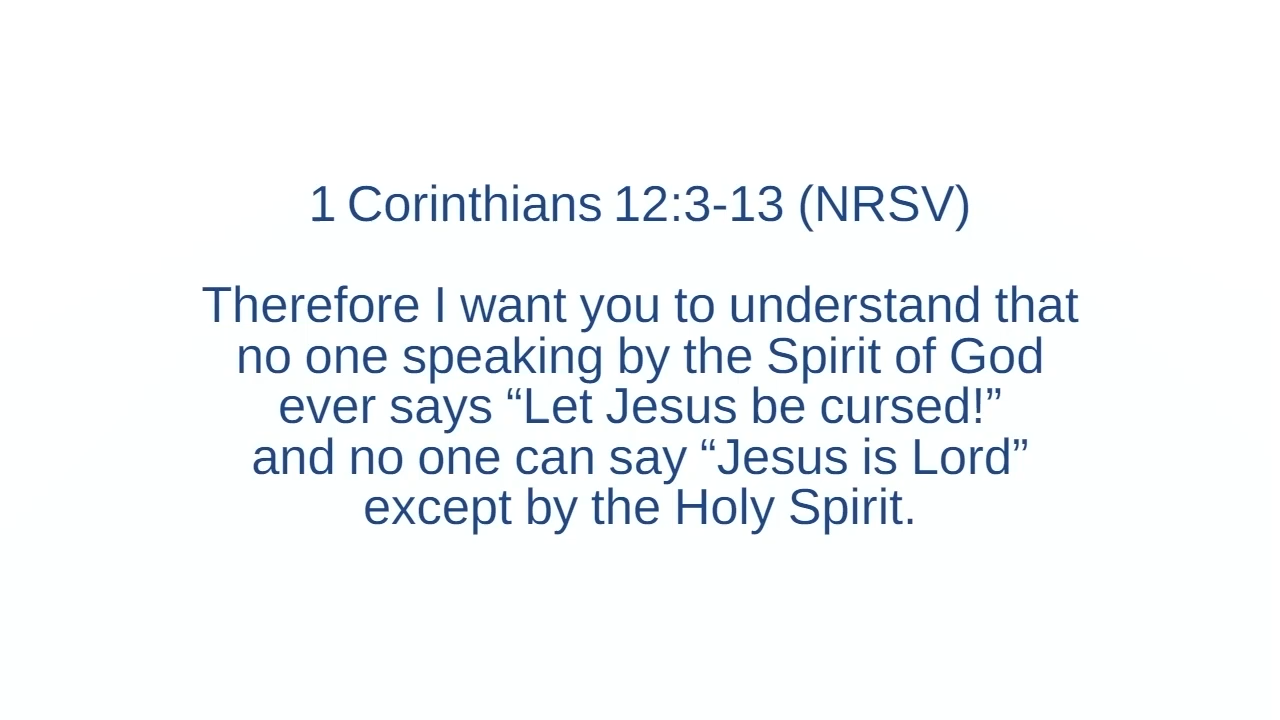 1 Corinthians 12:3-13 (NRSV)
Therefore I want you to understand that
no one speaking by the Spirit of God
ever says “Let Jesus be cursed!”
and no one can say “Jesus is Lord”
except by the Holy Spirit.